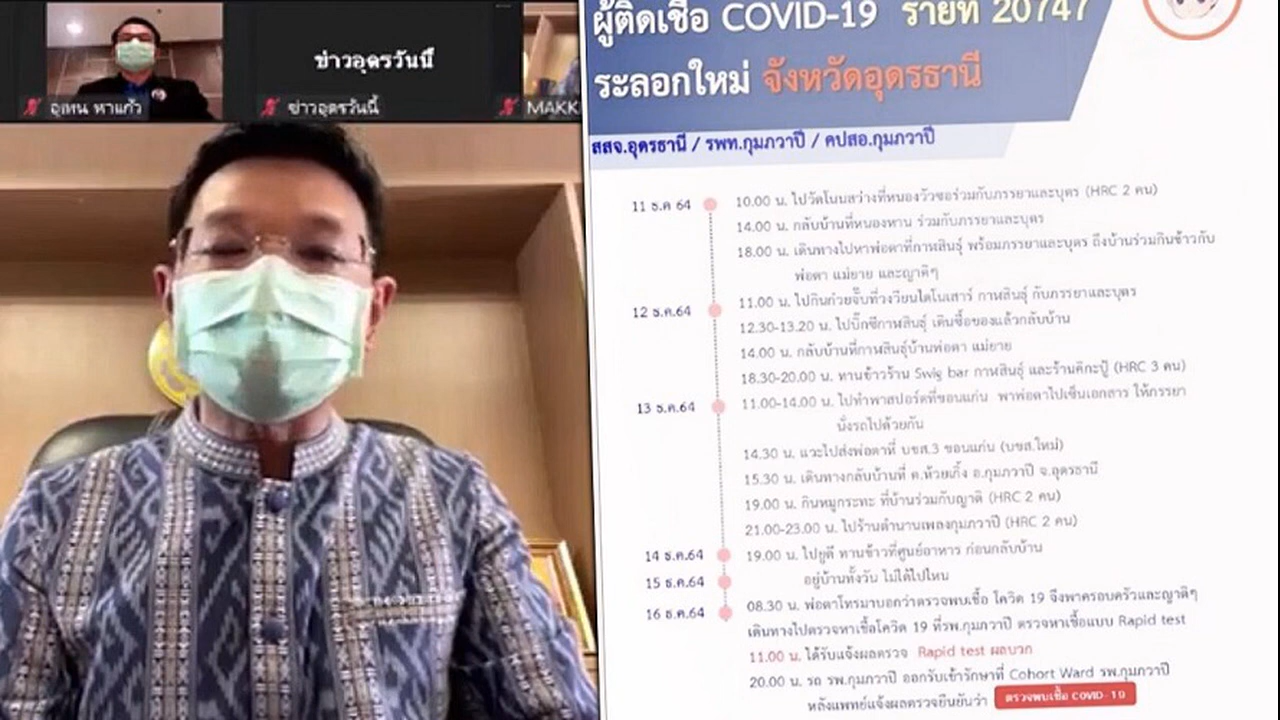 อุเทน หาแก้ว
ข่าวอุดรวันนี้
ข่าวอุดรวันนี้
MAKK
ผู้ติดเชื้อ COVID-19 รายที่ 20747
ระลอกใหม่ จังหวัดอุดรธานี
สสจ.อุดรธานี / รพท.กุมภวาปี / คปสอ.กุมภวาปี
11 ธ.ค 64 10.00 น. ไปวัดโนนสว่างที่หนองวัวซอร่วมกับภรรยาและบุตร (HRC 2 คน)
14.00 น. กลับบ้านที่หนองหาน ร่วมกับภรรยาและบุตร
18.00 น. เดินทางไปหาพ่อตาที่กาฬสินธุ์ พร้อมภรรยาและบุตร ถึงบ้านร่วมกินข้าวกับ
พ่อตา แม่ยาย และญาติๆ
12 ธ.ค.64 11.00 น. ไปกินก๋วยจั๊บที่วงเวียนไดโนเสาร์ กาฬสินธุ์ กับภรรยาและบุตร
12.30-13.20 น. ไปบิ๊กซีกาฬสินธุ์ เดินซื้อของแล้วกลับบ้าน
14.00 น. กลับบ้านที่กาฬสินธุ์บ้านพ่อตา แม่ยาย
18.30-20.00 น. ทานข้าวร้าน Swig bar กาฬสินธุ์ และร้านคิกะปู๊ (HRC 3 คน)
13 ธ.ค.64 11.00-14.00 น. ไปทำพาสปอร์ตที่ขอนแก่น พาพ่อตาไปเซ็นเอกสาร ให้ภรรยา
นั่งรถไปด้วยกัน
14.30 น. แวะไปส่งพ่อตาที่ บขส.3 ขอนแก่น (บขส.ใหม่)
15.30 น. เดินทางกลับบ้านที่ ต.ห้วยเกิ้ง อ.กุมภวาปี จ.อุดรธานี
19.00 น. กินหมูกระทะ ที่บ้านร่วมกับญาติ (HRC 2 คน)
21.00-23.00 น. ไปร้านตำนานเพลงกุมภวาปี (HRC 2 คน)
14 ธ.ค.64 19.00 น. ไปยูดี ทานข้าวที่ศูนย์อาหาร ก่อนกลับบ้าน
15 ธ.ค.64 อยู่บ้านทั้งวัน ไม่ได้ไปไหน
16 ธ.ค.64 08.30 น. พ่อตาโทรมาบอกว่าตรวจพบเชื้อ โควิด 19 จึงพาครอบครัวและญาติๆ
เดินทางไปตรวจหาเชื้อโควิด 19 ที่รพ.กุมภวาปี ตรวจหาเชื้อแบบ Rapid test
11.00 น. ได้รับแจ้งผลตรวจ Rapid test ผลบวก
20.00 น. รถ รพ.กุมภวาปี ออกรับเข้ารักษาที่ Cohort Ward รพ.กุมภวาปี
หลังแพทย์แจ้งผลตรวจยืนยันว่า ตรวจพบเชื้อ COVID- 19